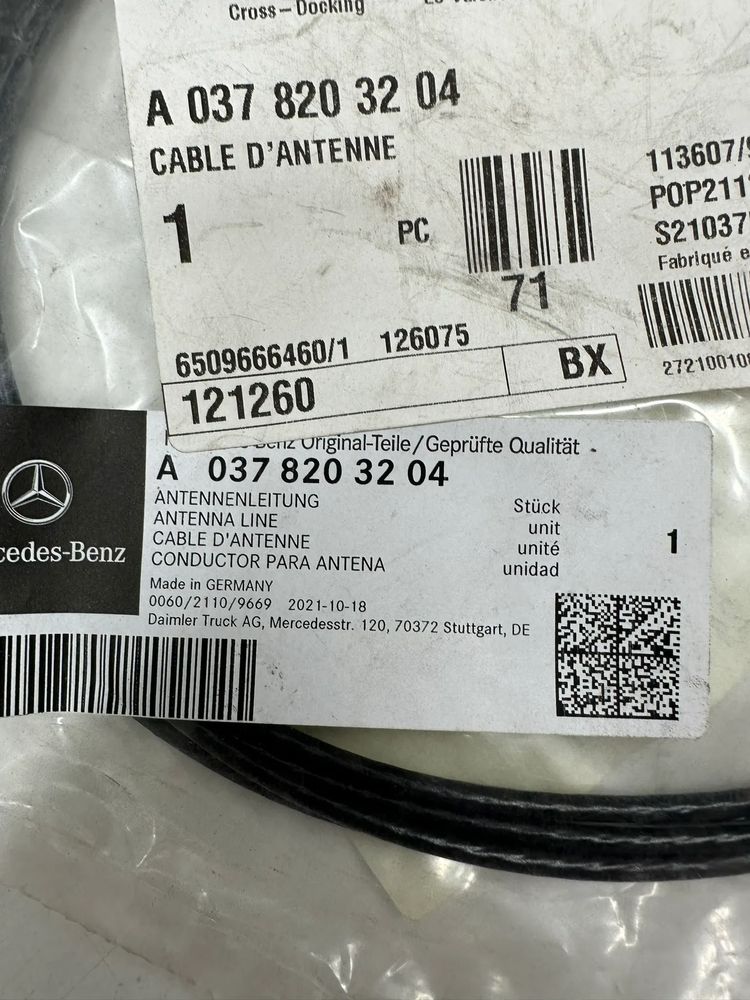 Cross-Docking
A 037 820 32 04
CABLE D'ANTENNE
1 PC
71
113607/
POP211
S21037
Fabriqué e
27210010
6509666460/1 126075
121260 BX
Benz Original-Teile/Geprüfte Qualität
A 037 820 32 04
ANTENNENLEITUNG Stück
ANTENNA LINE unit
CABLE D'ANTENNE unité 1
CONDUCTOR PARA ANTENA unidad
Made in GERMANY
0060/2110/9669 2021-10-18
Daimler Truck AG, Mercedesstr. 120, 70372 Stuttgart, DE
cedes-Benz